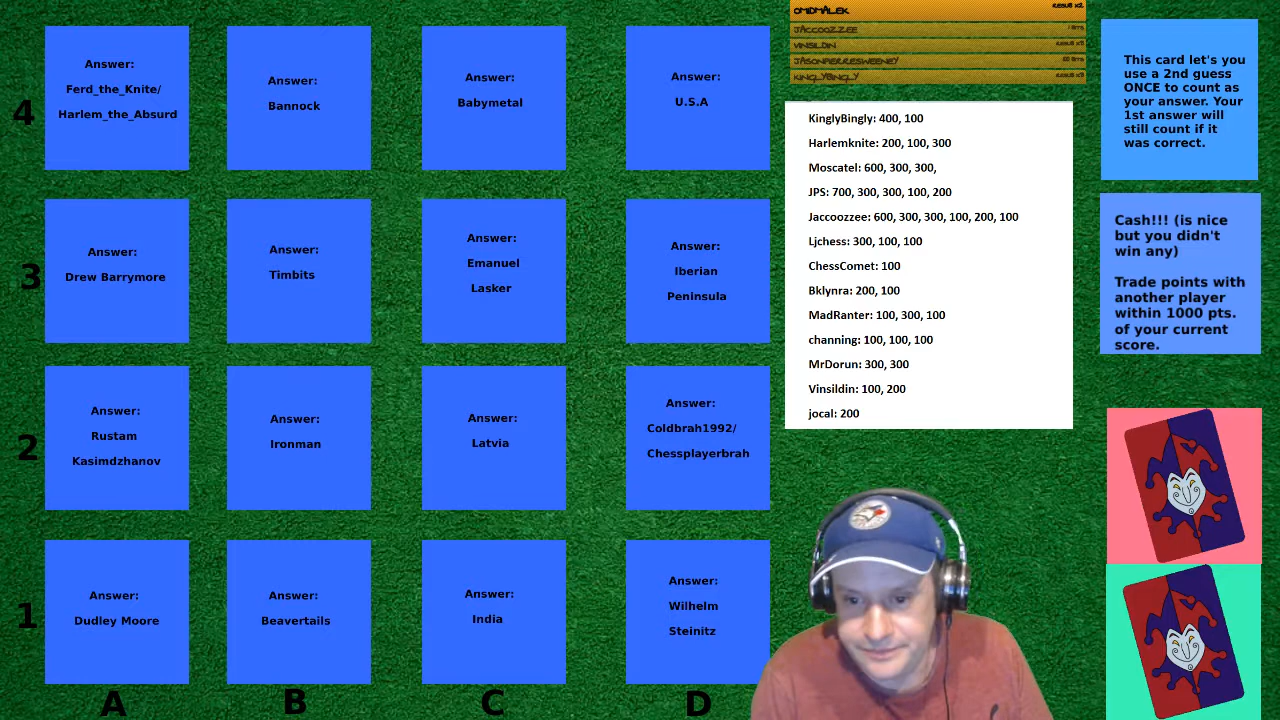 4
Answer:
Ferd_the_Knite/
Harlem_the_Absurd
Answer:
Bannock
Answer:
Babymetal
Answer:
U.S.A
3
Answer:
Drew Barrymore
Answer:
Timbits
Answer:
Emanuel
Lasker
Answer:
Iberian
Peninsula
2
Answer:
Rustam
Kasimdzhanov
Answer:
Ironman
Answer:
Latvia
Answer:
Coldbrah1992/
Chessplayerbrah
1
Answer:
Dudley Moore
Answer:
Beavertails
Answer:
India
Answer:
Wilhelm
Steinitz
A
B
C
D
OMIDMALEK
JACCOOZZEE
VINSILDIN
JASONPIERRESWEENEY
KINGLYBINGLY
KinglyBingly: 400, 100
Harlemknite: 200, 100, 300
Moscatel: 600, 300, 300,
JPS: 700, 300, 300, 100, 200
Jaccoozzee: 600, 300, 300, 100, 200, 100
Ljchess: 300, 100, 100
ChessComet: 100
Bklynra: 200, 100
MadRanter: 100, 300, 100
channing: 100, 100, 100
MrDorun: 300, 300
Vinsildin: 100, 200
jocal: 200
This card let's you
use a 2nd guess
ONCE to count as
your answer. Your
1st answer will
still count if it
was correct.
Cash!!! (is nice
but you didn't
win any)
Trade points with
another player
within 1000 pts.
of your current
score.